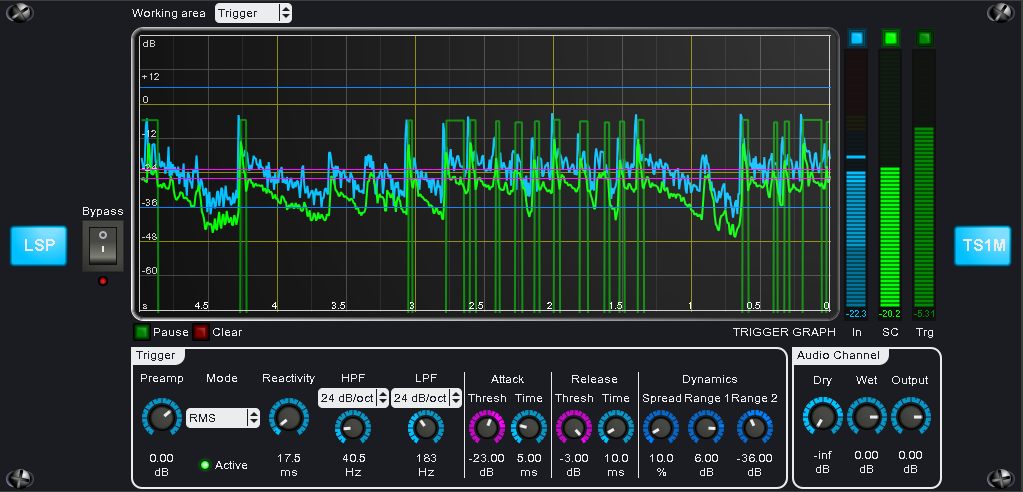 Working area Trigger
dB
+12
0
-12
-24
-36
-48
-60
s 4.5 4 3.5 3 2.5 2 1.5 1 0.5 0
Bypass
LSP
TS1M
-22.3 -20.2 -5.31
Pause Clear TRIGGER GRAPH In SC Trg
Trigger
Preamp Mode Reactivity HPF LPF Attack Release Dynamics
24 dB/oct 24 dB/oct Thresh Time Thresh Time Spread Range 1 Range 2
RMS
0.00 17.5 40.5 183 -23.00 5.00 -3.00 10.0 10.0 6.00 -36.00
dB Active ms Hz Hz dB ms dB ms % dB dB
Audio Channel
Dry Wet Output
-inf 0.00 0.00
dB dB dB